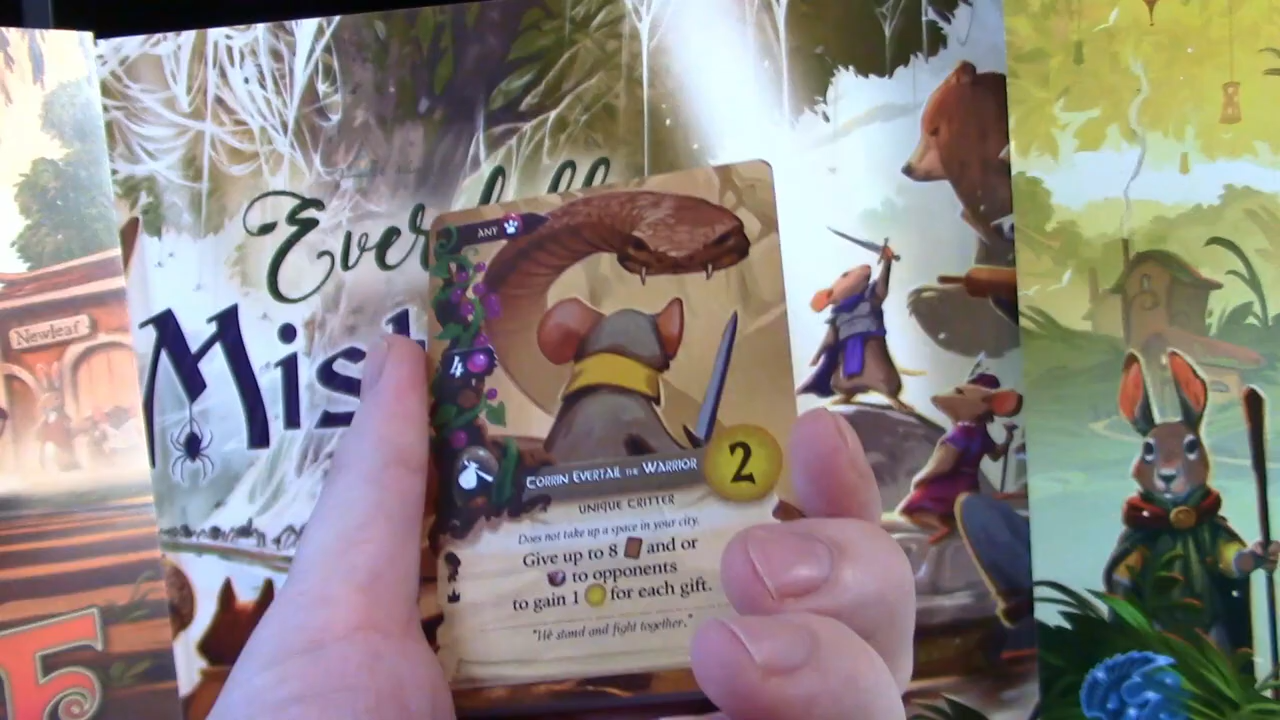 Ever
Newleaf
Mis
ANY
4
2
CORRIN EVERTAIL THE WARRIOR
UNIQUE CRITTER
Does not take up a space in your city.
Give up to 8 and or
to opponents
to gain 1 for each gift.
"We stand and fight together."
5